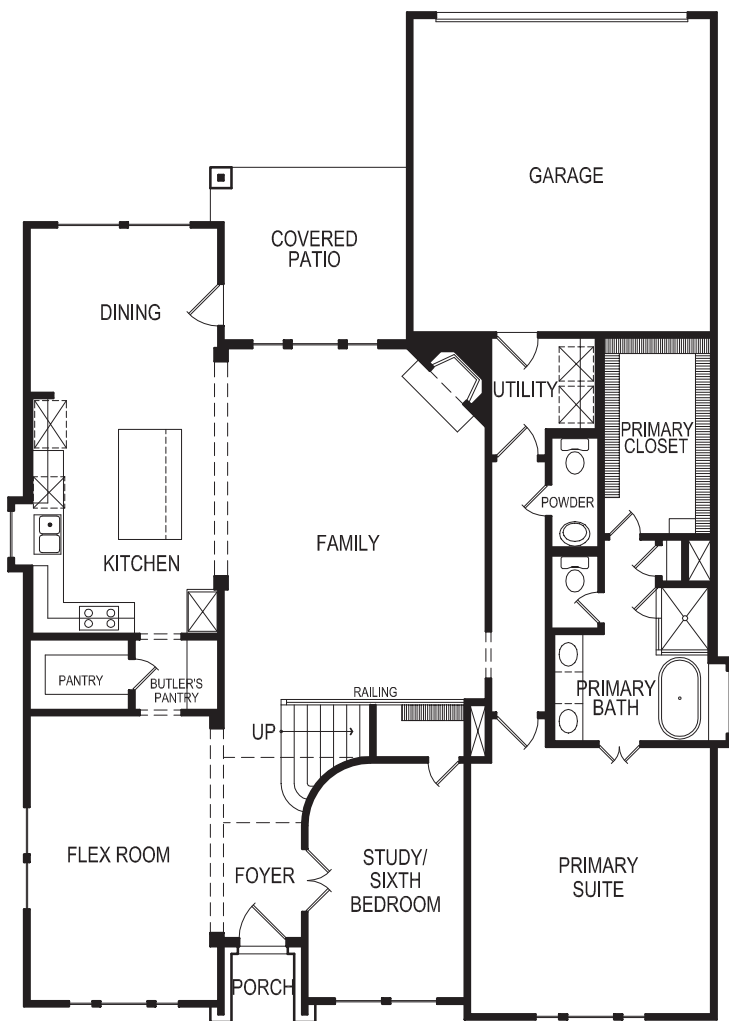 GARAGE
COVERED
PATIO
DINING
UTILITY
PRIMARY
CLOSET
POWDER
FAMILY
KITCHEN
PANTRY
BUTLER'S
PANTRY
RAILING
PRIMARY
BATH
UP
FLEX ROOM
FOYER
STUDY/
SIXTH
BEDROOM
PRIMARY
SUITE
PORCH